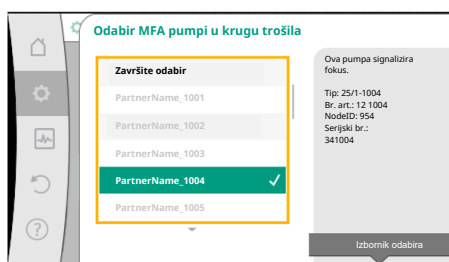 Odabir MFA pumpi u krugu trošila
Završite odabir
PartnerName_1001
PartnerName_1002
PartnerName_1003
PartnerName_1004
PartnerName_1005
Ova pumpa signalizira
fokus.
Tip: 25/1-1004
Br. art.: 12 1004
NodeID: 954
Serijski br.:
341004
Izbornik odabira